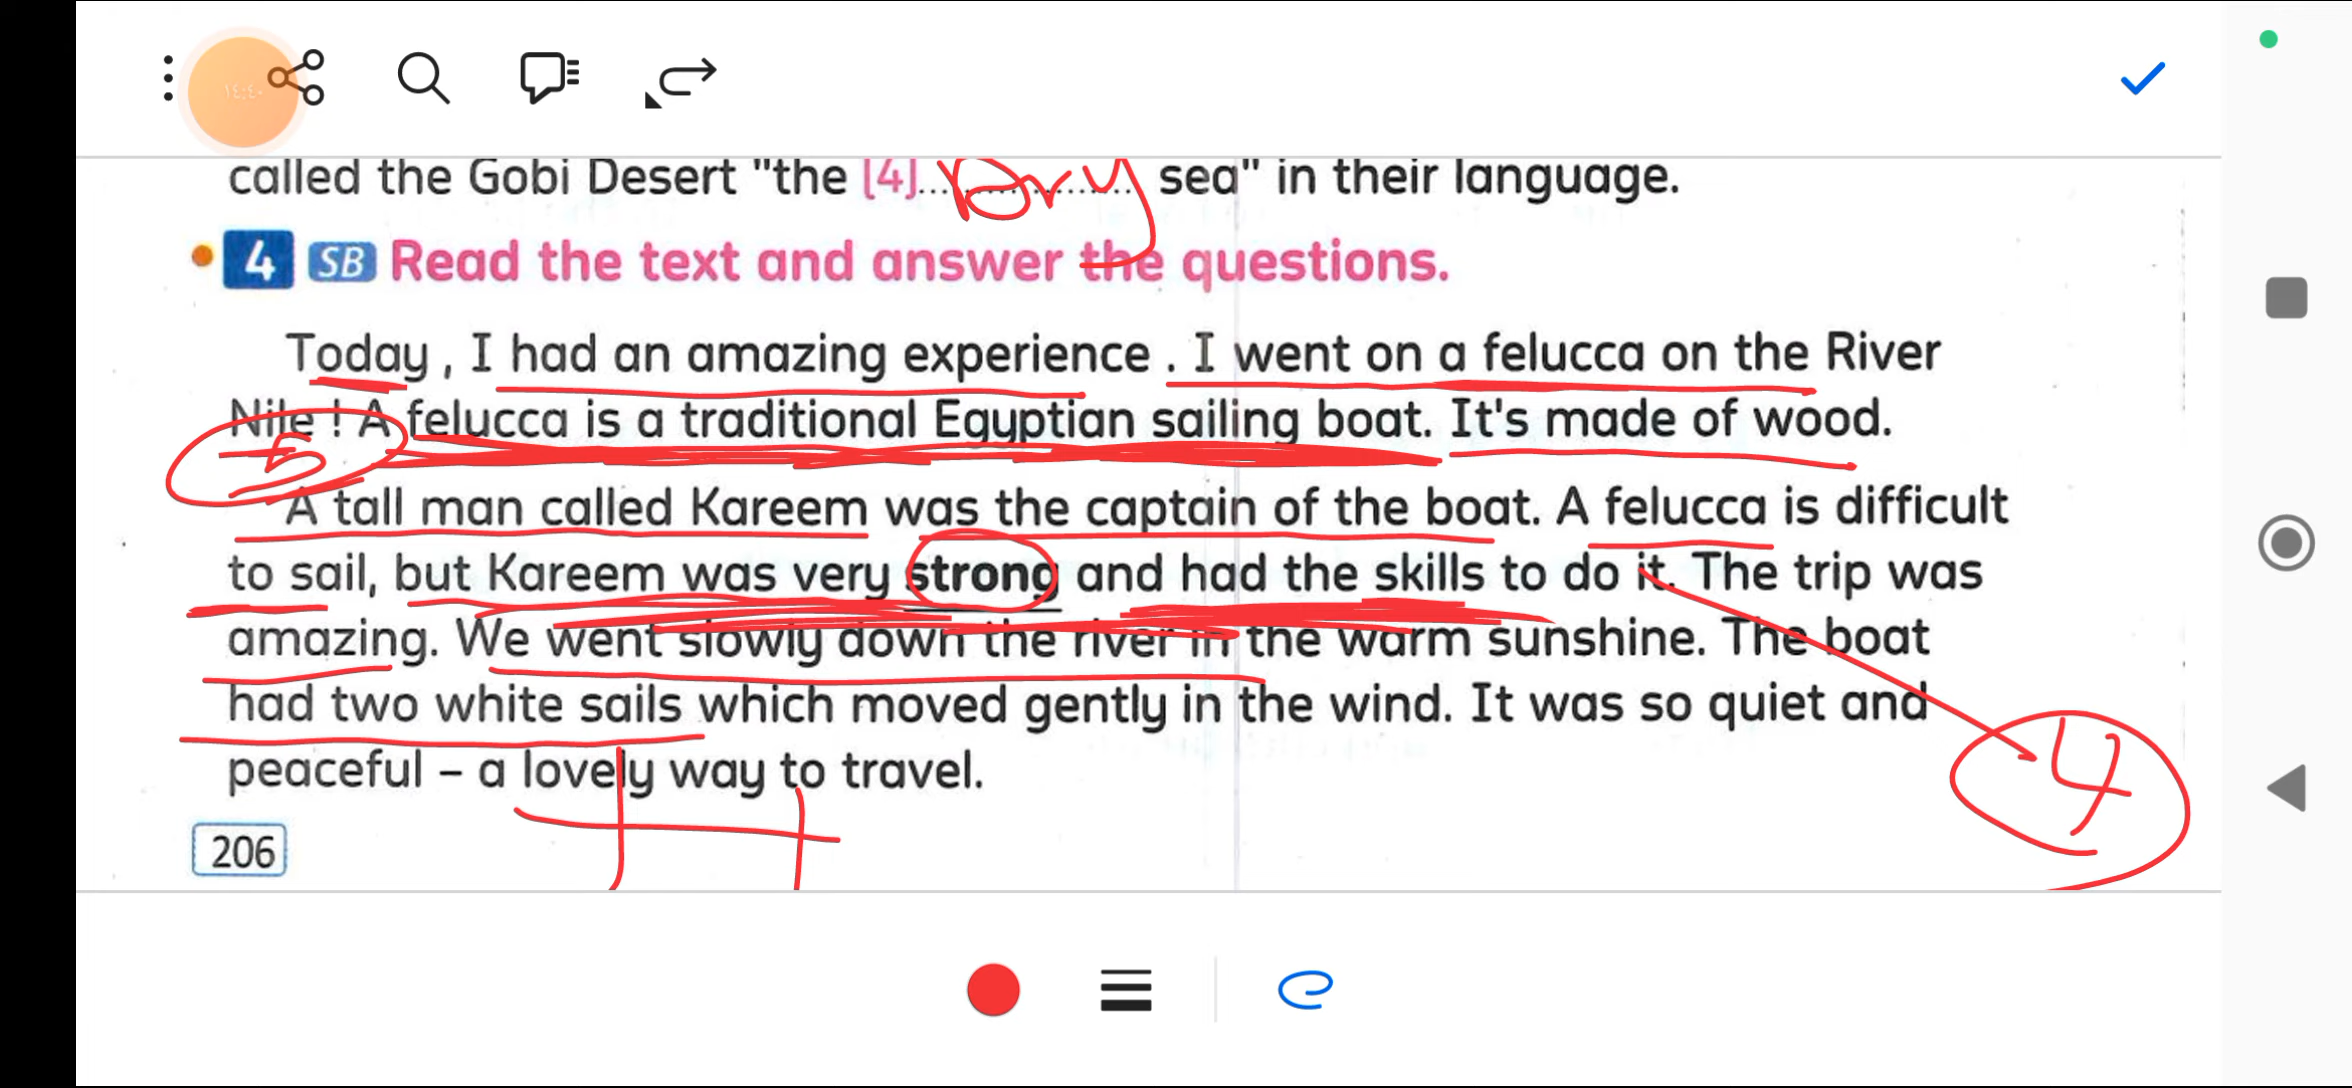 ١٤:٤٠
called the Gobi Desert "the [4]...Dry... sea" in their language.
4 SB Read the text and answer the questions.
Today , I had an amazing experience . I went on a felucca on the River
Nile ! A felucca is a traditional Egyptian sailing boat. It's made of wood.
5
A tall man called Kareem was the captain of the boat. A felucca is difficult
to sail, but Kareem was very strong and had the skills to do it. The trip was
amazing. We went slowly down the river in the warm sunshine. The boat
had two white sails which moved gently in the wind. It was so quiet and
4
peaceful – a lovely way to travel.
206